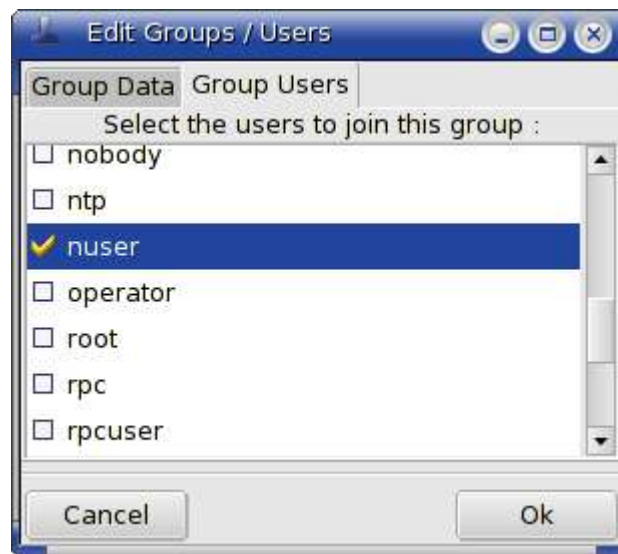 Edit Groups / Users
Group Data Group Users
Select the users to join this group :
nobody
ntp
nuser
operator
root
rpc
rpcuser
Cancel Ok